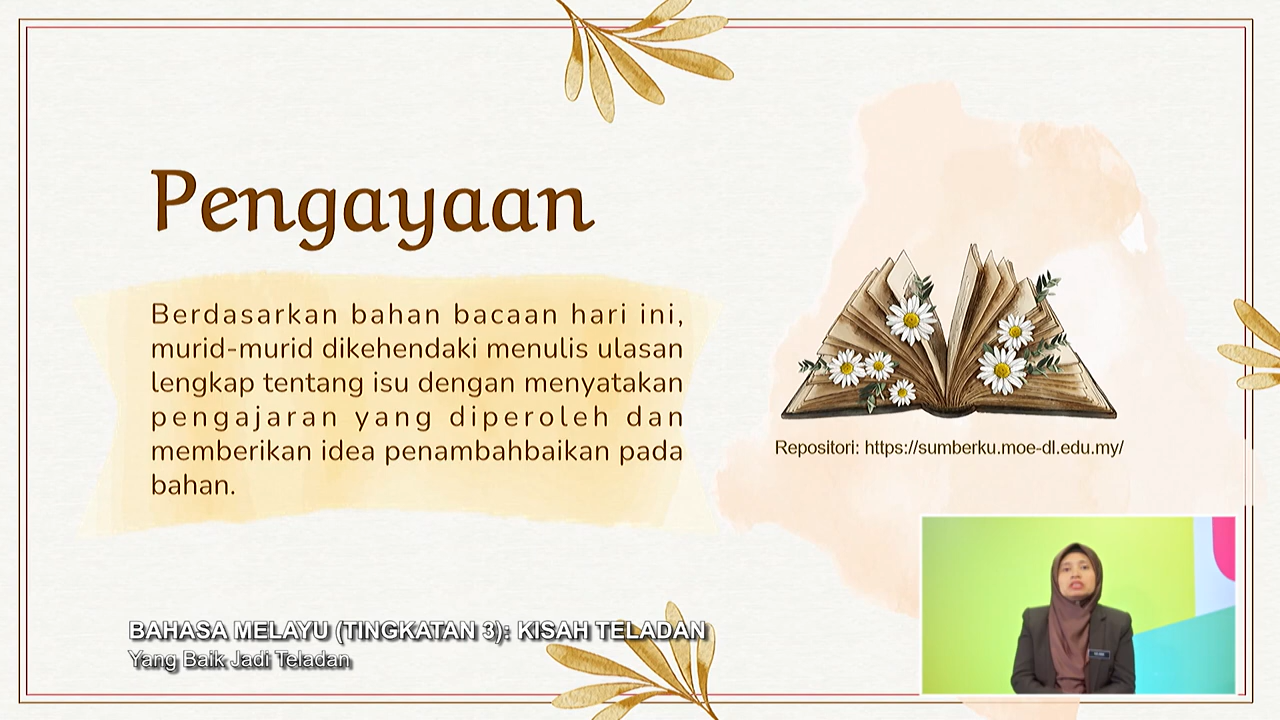 Pengayaan
Berdasarkan bahan bacaan hari ini,
murid-murid dikehendaki menulis ulasan
lengkap tentang isu dengan menyatakan
pengajaran yang diperoleh dan
memberikan idea penambahbaikan pada
bahan.
Repositori: https://sumberku.moe-dl.edu.my/
BAHASA MELAYU (TINGKATAN 3): KISAH TELADAN
Yang Baik Jadi Teladan